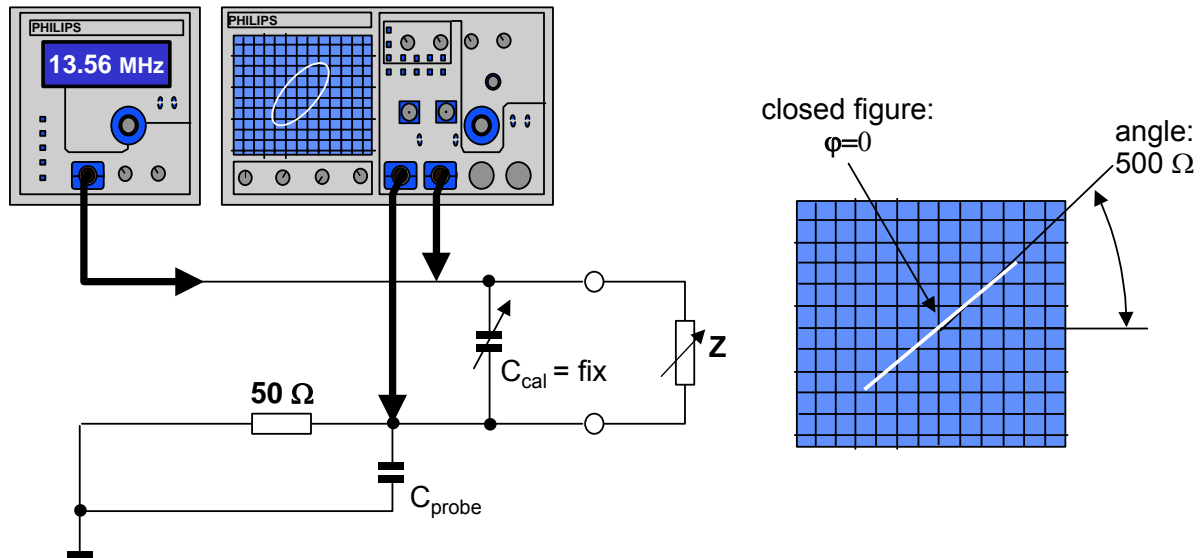 PHILIPS
13.56 MHz
PHILIPS
closed figure:
φ=0
angle:
500 Ω
C_cal = fix
Z
50 Ω
C_probe